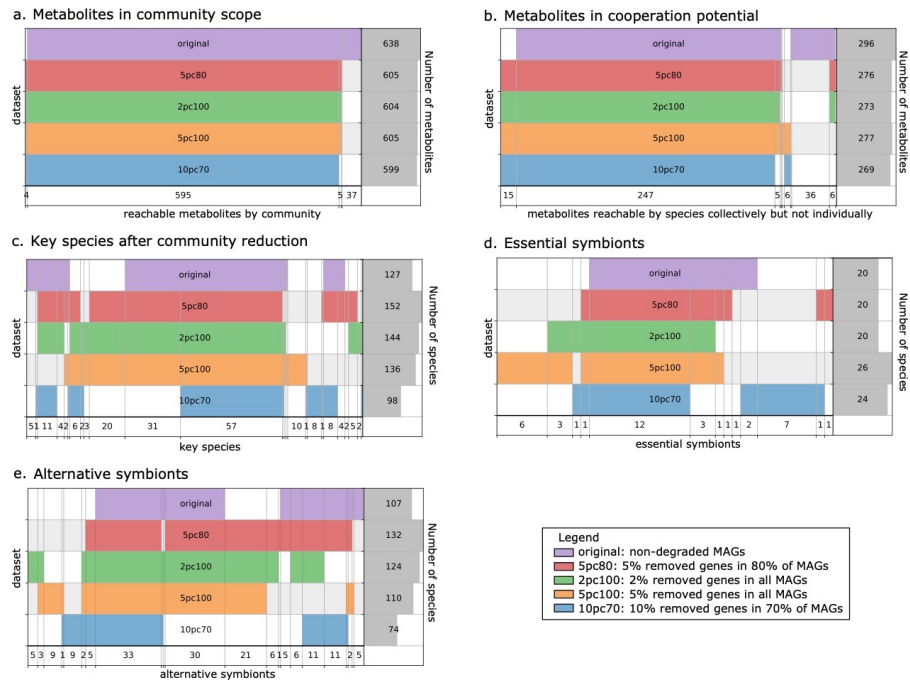 a. Metabolites in community scope
original
638
5pc80
605
2pc100
604
5pc100
605
10pc70
599
4 595 5 37
reachable metabolites by community
dataset
Number of metabolites
b. Metabolites in cooperation potential
original
296
5pc80
276
2pc100
273
5pc100
277
10pc70
269
15 247 5 6 36 6
metabolites reachable by species collectively but not individually
dataset
Number of metabolites
c. Key species after community reduction
original
127
5pc80
152
2pc100
144
5pc100
136
10pc70
98
51 11 42 6 23 20 31 57 10 1 8 1 8 4 2 5 2
key species
dataset
Number of species
d. Essential symbionts
original
20
5pc80
20
2pc100
20
5pc100
26
10pc70
24
6 3 1 1 12 3 1 1 1 2 7 1 1
essential symbionts
dataset
Number of species
e. Alternative symbionts
original
107
5pc80
132
2pc100
124
5pc100
110
10pc70
74
5 3 9 1 9 2 5 33 30 21 6 1 5 6 11 11 2 5
alternative symbionts
dataset
Number of species
Legend
original: non-degraded MAGs
5pc80: 5% removed genes in 80% of MAGs
2pc100: 2% removed genes in all MAGs
5pc100: 5% removed genes in all MAGs
10pc70: 10% removed genes in 70% of MAGs